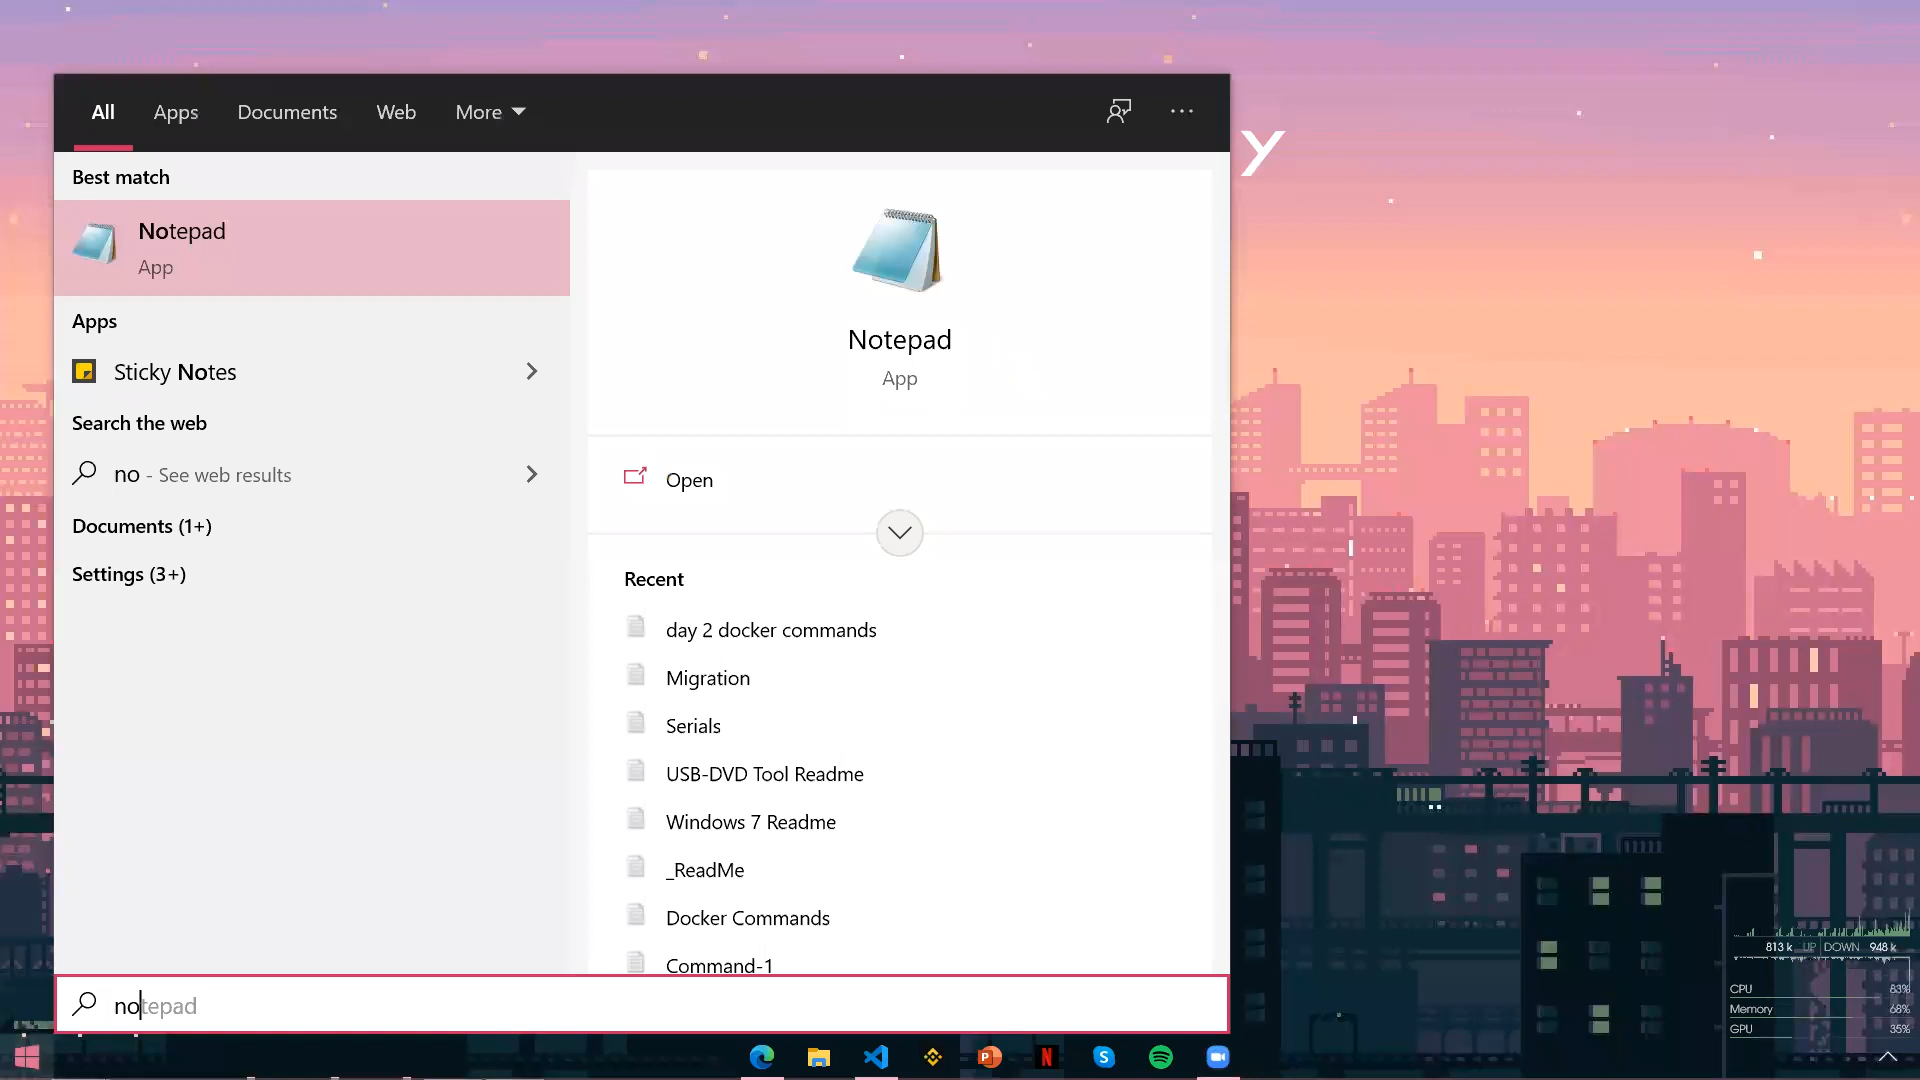 All Apps Documents Web More
Best match
Notepad
App
Apps
Sticky Notes
Search the web
no - See web results
Documents (1+)
Settings (3+)
Notepad
App
Open
Recent
day 2 docker commands
Migration
Serials
USB-DVD Tool Readme
Windows 7 Readme
_ReadMe
Docker Commands
Command-1
notepad
y
813 k UP DOWN 948 k
CPU 83%
Memory 68%
GPU 35%
P N S